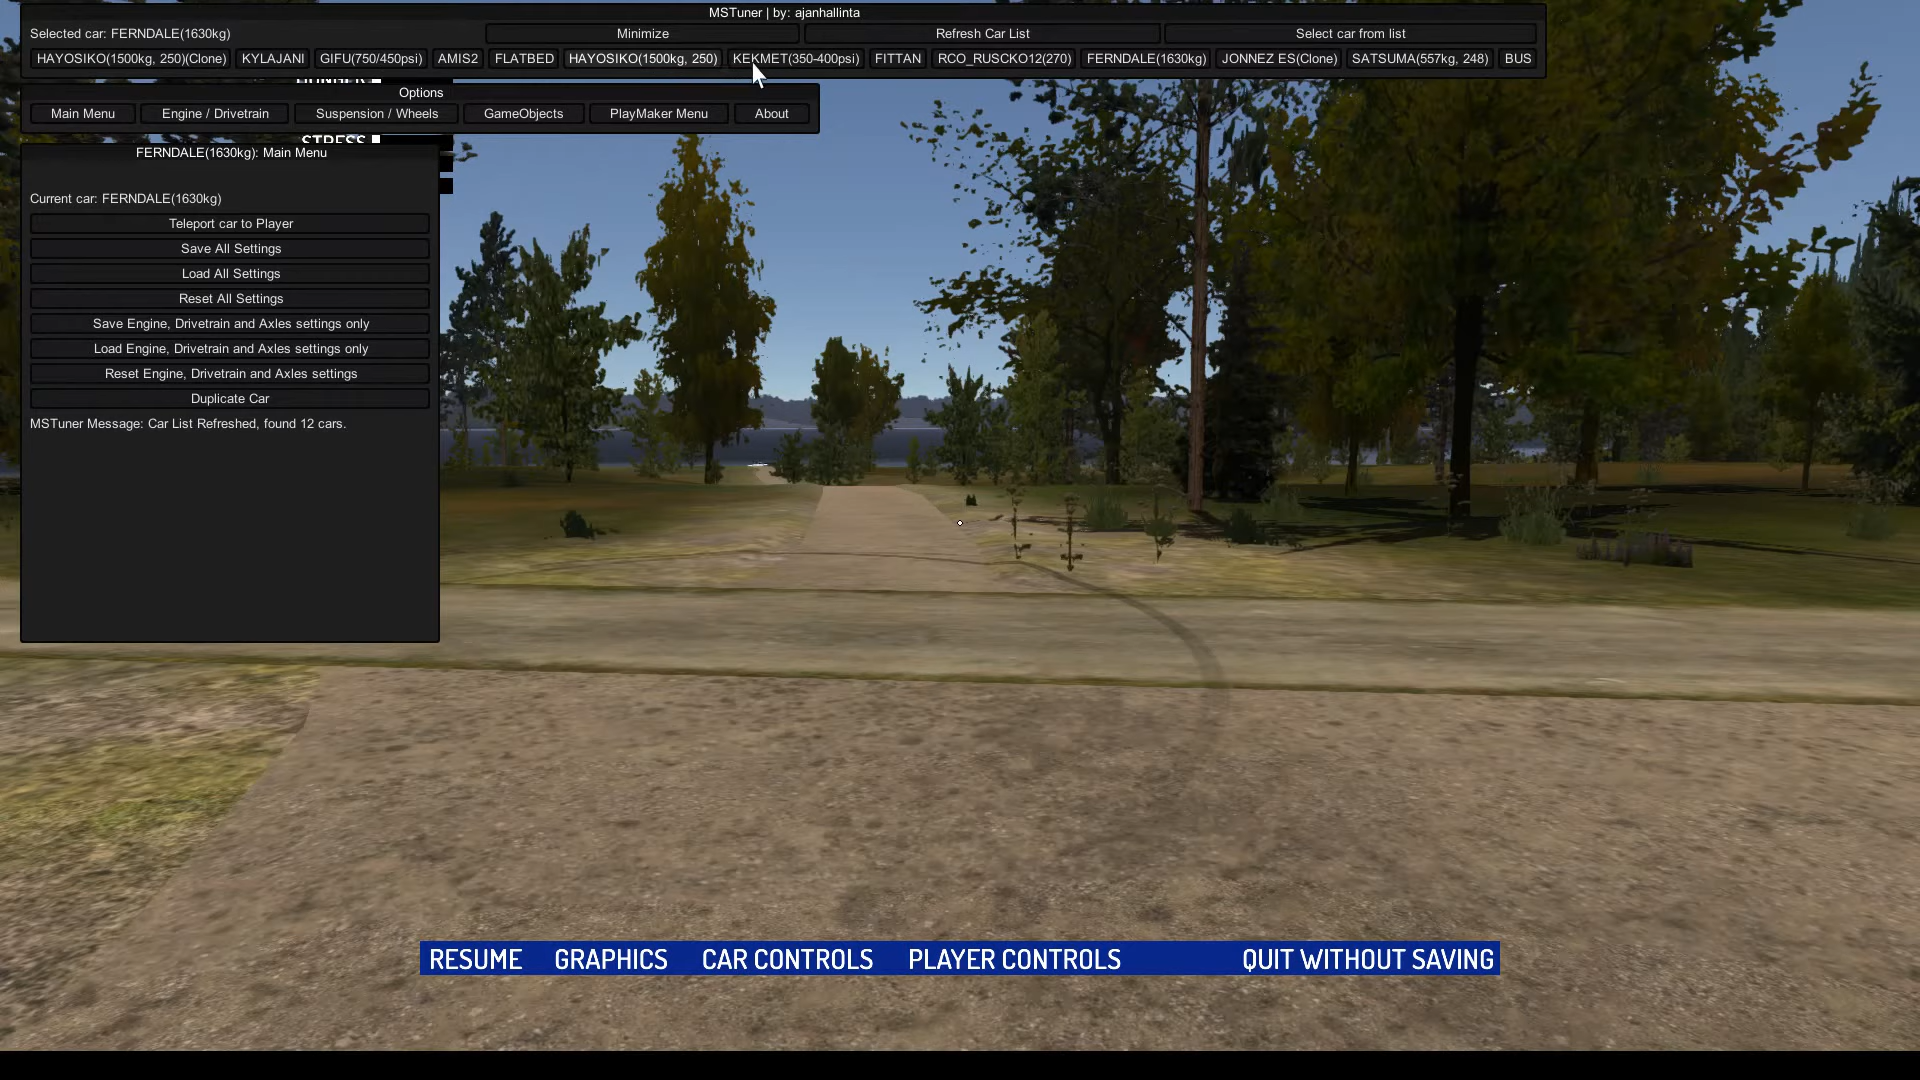 MSTuner | by: ajanhallinta
Selected car: FERNDALE(1630kg) Minimize Refresh Car List Select car from list
HAYOSIKO(1500kg, 250)(Clone) KYLAJANI GIFU(750/450psi) AMIS2 FLATBED HAYOSIKO(1500kg, 250) KEKMET(350-400psi) FITTAN RCO_RUSCKO12(270) FERNDALE(1630kg) JONNEZ ES(Clone) SATSUMA(557kg, 248) BUS
Options
Main Menu Engine / Drivetrain Suspension / Wheels GameObjects PlayMaker Menu About
STRESS
FERNDALE(1630kg): Main Menu
Current car: FERNDALE(1630kg)
Teleport car to Player
Save All Settings
Load All Settings
Reset All Settings
Save Engine, Drivetrain and Axles settings only
Load Engine, Drivetrain and Axles settings only
Reset Engine, Drivetrain and Axles settings
Duplicate Car
MSTuner Message: Car List Refreshed, found 12 cars.
RESUME GRAPHICS CAR CONTROLS PLAYER CONTROLS QUIT WITHOUT SAVING